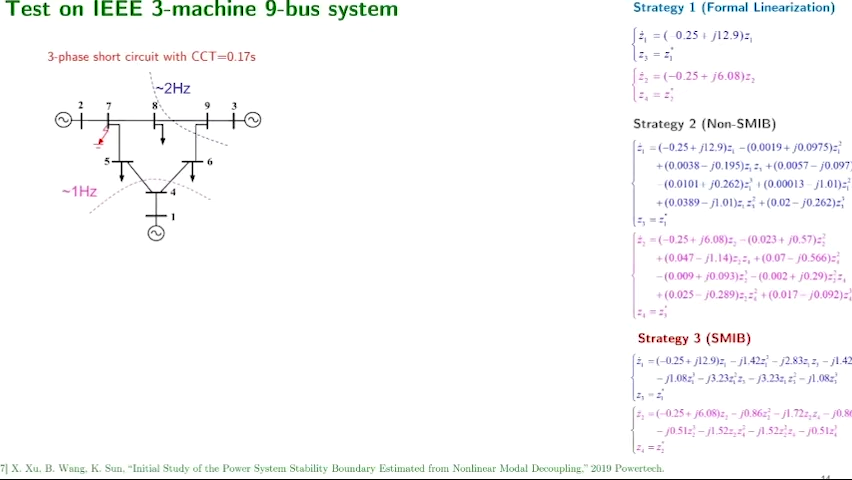 Test on IEEE 3-machine 9-bus system
3-phase short circuit with CCT=0.17s
~2Hz
2 7 8 9 3
5 6
~1Hz
4
1
Strategy 1 (Formal Linearization)
ż₁ = (−0.25 + j12.9)z₁
z₃ = z₁*
ż₂ = (−0.25 + j6.08)z₂
z₄ = z₂*
Strategy 2 (Non-SMIB)
ż₁ = (−0.25 + j12.9)z₁ − (0.0019 + j0.0975)z₁²
+ (0.0038 − j0.195)z₁z₃ + (0.0057 − j0.097
− (0.0101 + j0.262)z₁³ + (0.00013 − j1.01)z₁²
+ (0.0389 − j1.01)z₁z₃² + (0.02 − j0.262)z₃³
z₃ = z₁*
ż₂ = (−0.25 + j6.08)z₂ − (0.023 + j0.57)z₂²
+ (0.047 − j1.14)z₂z₄ + (0.07 − j0.566)z₄²
− (0.009 + j0.093)z₂³ − (0.002 + j0.29)z₂²z₄
+ (0.025 − j0.289)z₂z₄² + (0.017 − j0.092)z₄³
z₄ = z₂*
Strategy 3 (SMIB)
ż₁ = (−0.25 + j12.9)z₁ − j1.42z₁² − j2.83z₁z₃ − j1.42
− j1.08z₁³ − j3.23z₁²z₃ − j3.23z₁z₃² − j1.08z₃³
z₃ = z₁*
ż₂ = (−0.25 + j6.08)z₂ − j0.86z₂² − j1.72z₂z₄ − j0.86
− j0.51z₂³ − j1.52z₂z₄² − j1.52z₂²z₄ − j0.51z₄³
z₄ = z₂*
7] X. Xu, B. Wang, K. Sun, “Initial Study of the Power System Stability Boundary Estimated from Nonlinear Modal Decoupling,” 2019 Powertech.